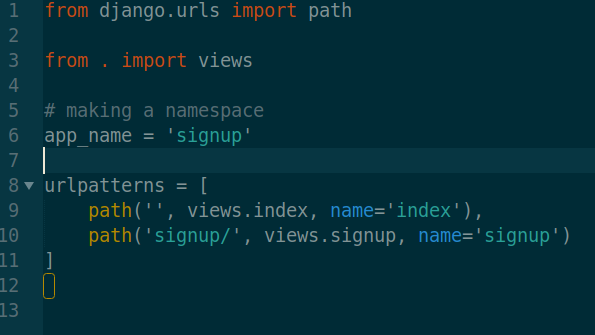 1 from django.urls import path
2
3 from . import views
4
5 # making a namespace
6 app_name = 'signup'
7
8 urlpatterns = [
9     path('', views.index, name='index'),
10     path('signup/', views.signup, name='signup')
11 ]
12
13